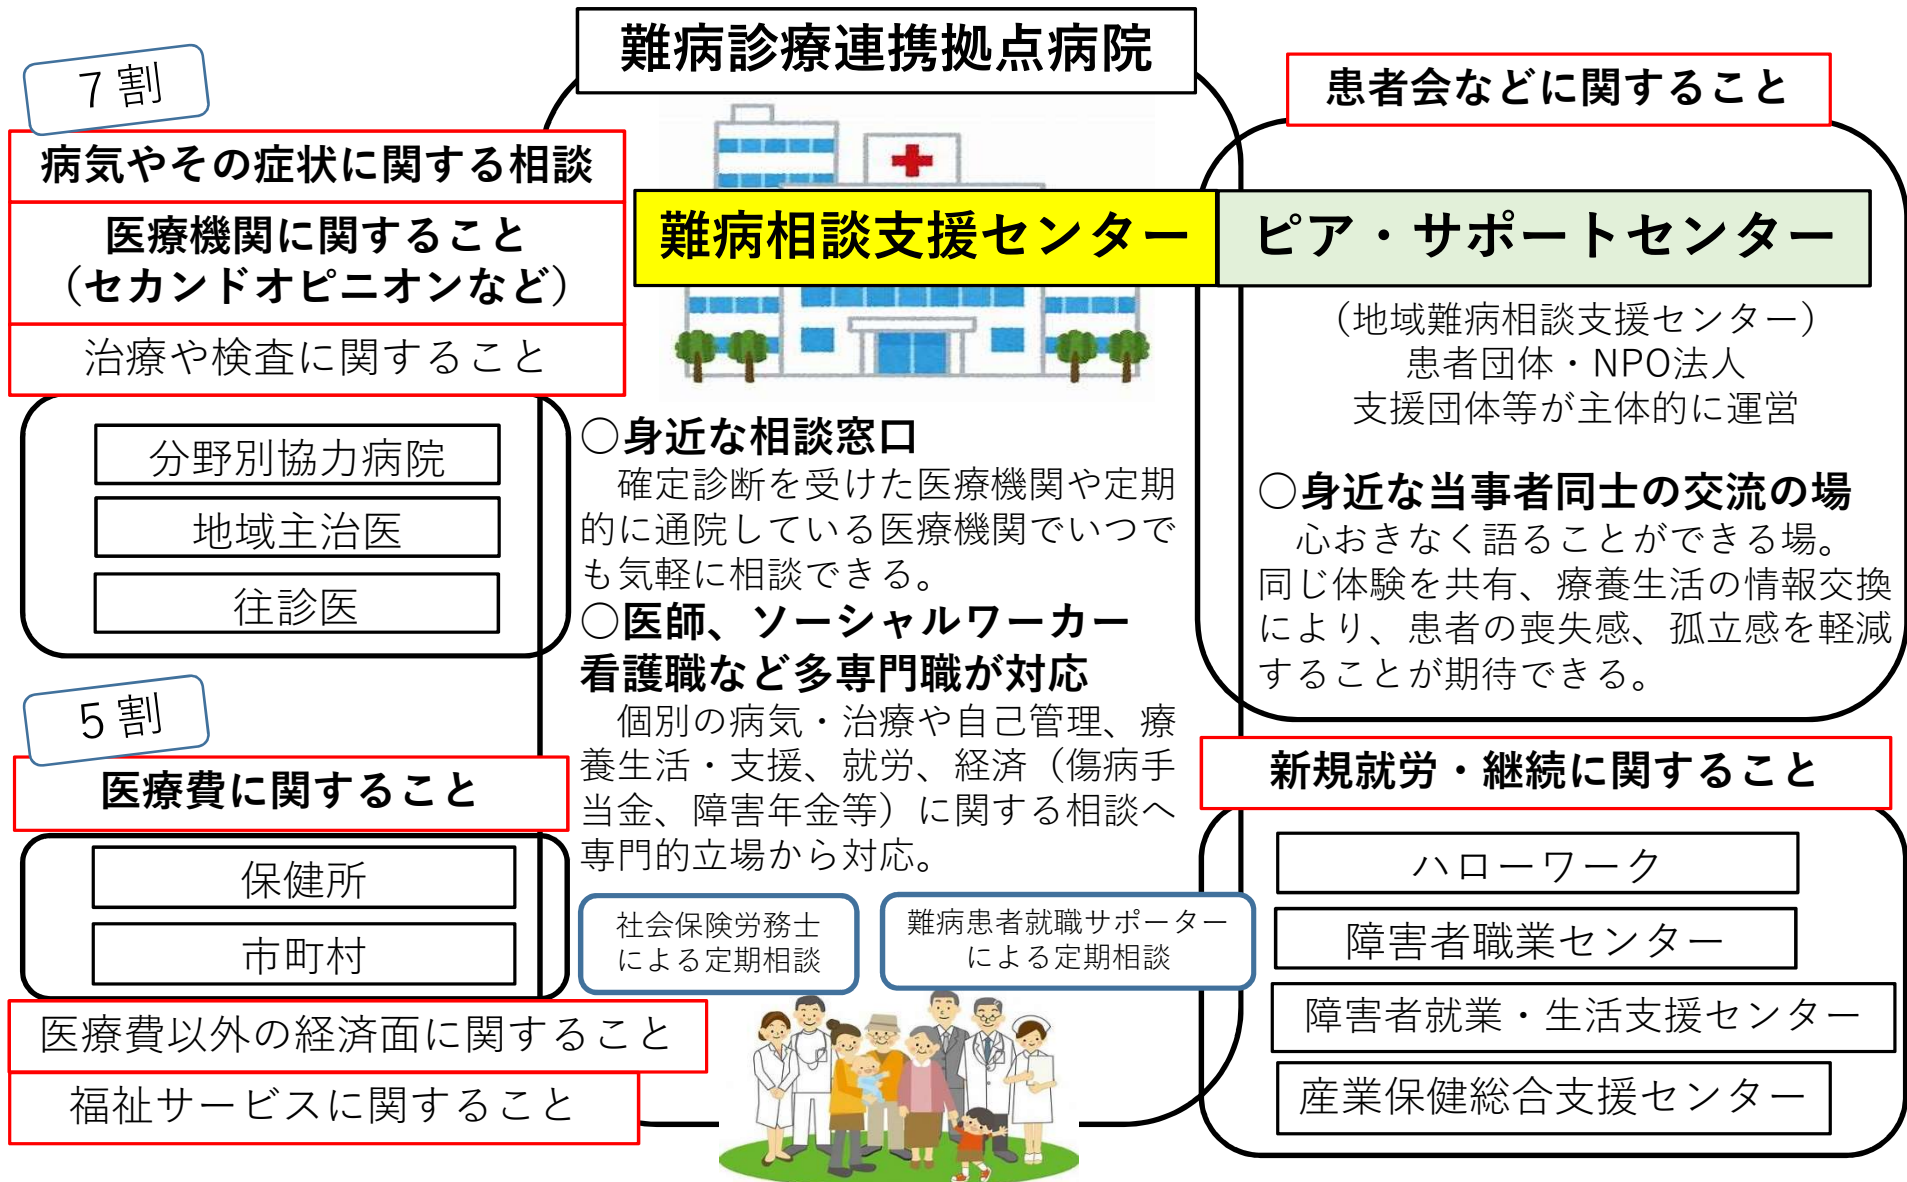 難病診療連携拠点病院
７割
病気やその症状に関する相談
医療機関に関すること
（セカンドオピニオンなど）
治療や検査に関すること
分野別協力病院
地域主治医
往診医
５割
医療費に関すること
保健所
市町村
医療費以外の経済面に関すること
福祉サービスに関すること
難病相談支援センター
○身近な相談窓口
確定診断を受けた医療機関や定期
的に通院している医療機関でいつで
も気軽に相談できる。
○医師、ソーシャルワーカー
看護職など多専門職が対応
個別の病気・治療や自己管理、療
養生活・支援、就労、経済（傷病手
当金、障害年金等）に関する相談へ
専門的立場から対応。
社会保険労務士
による定期相談
難病患者就職サポーター
による定期相談
患者会などに関すること
ピア・サポートセンター
（地域難病相談支援センター）
患者団体・NPO法人
支援団体等が主体的に運営
○身近な当事者同士の交流の場
心おきなく語ることができる場。
同じ体験を共有、療養生活の情報交換
により、患者の喪失感、孤立感を軽減
することが期待できる。
新規就労・継続に関すること
ハローワーク
障害者職業センター
障害者就業・生活支援センター
産業保健総合支援センター